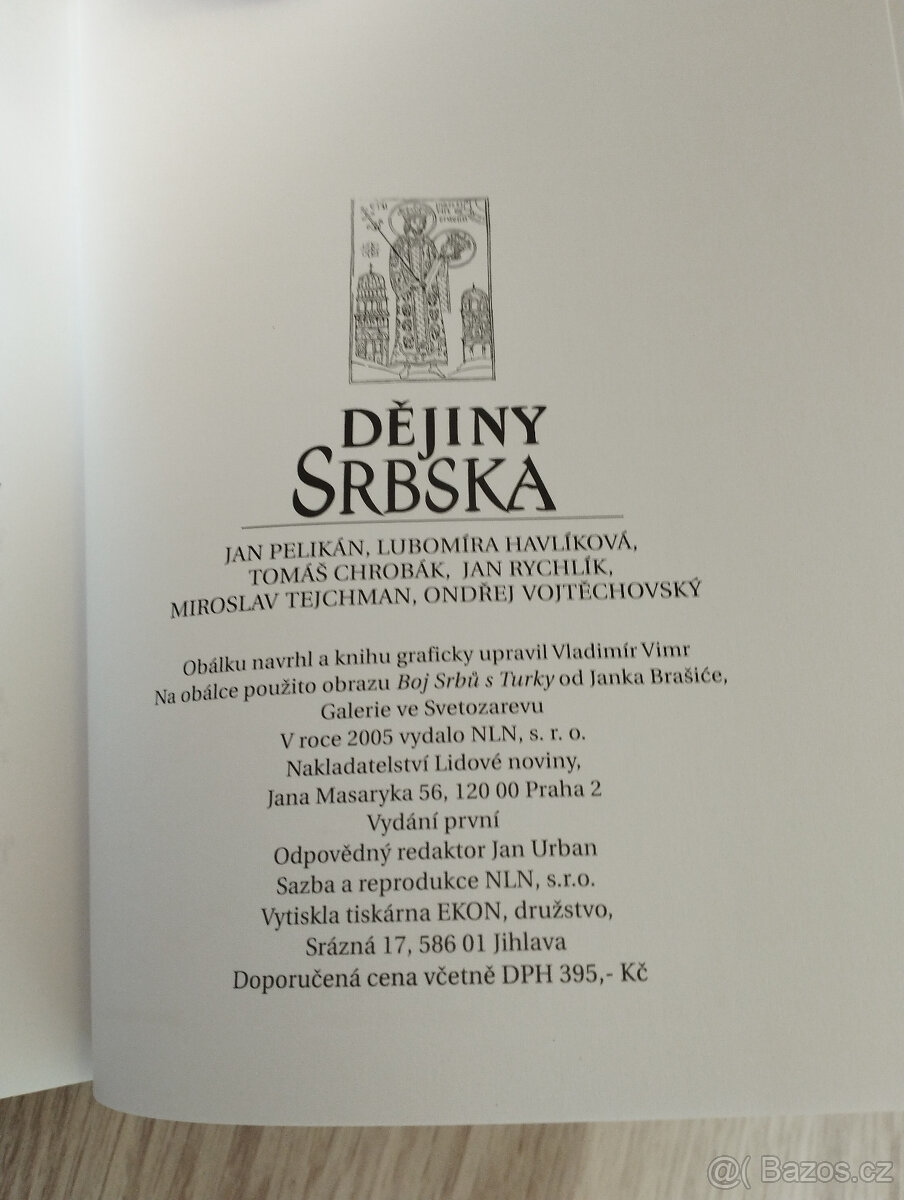 DĚJINY
SRBSKA
JAN PELIKÁN, LUBOMÍRA HAVLÍKOVÁ,
TOMÁŠ CHROBÁK, JAN RYCHLÍK,
MIROSLAV TEJCHMAN, ONDŘEJ VOJTĚCHOVSKÝ
Obálku navrhl a knihu graficky upravil Vladimír Vimr
Na obálce použito obrazu Boj Srbů s Turky od Janka Brašiće,
Galerie ve Svetozarevu
V roce 2005 vydalo NLN, s. r. o.
Nakladatelství Lidové noviny,
Jana Masaryka 56, 120 00 Praha 2
Vydání první
Odpovědný redaktor Jan Urban
Sazba a reprodukce NLN, s.r.o.
Vytiskla tiskárna EKON, družstvo,
Srázná 17, 586 01 Jihlava
Doporučená cena včetně DPH 395,- Kč
@( Bazos.cz